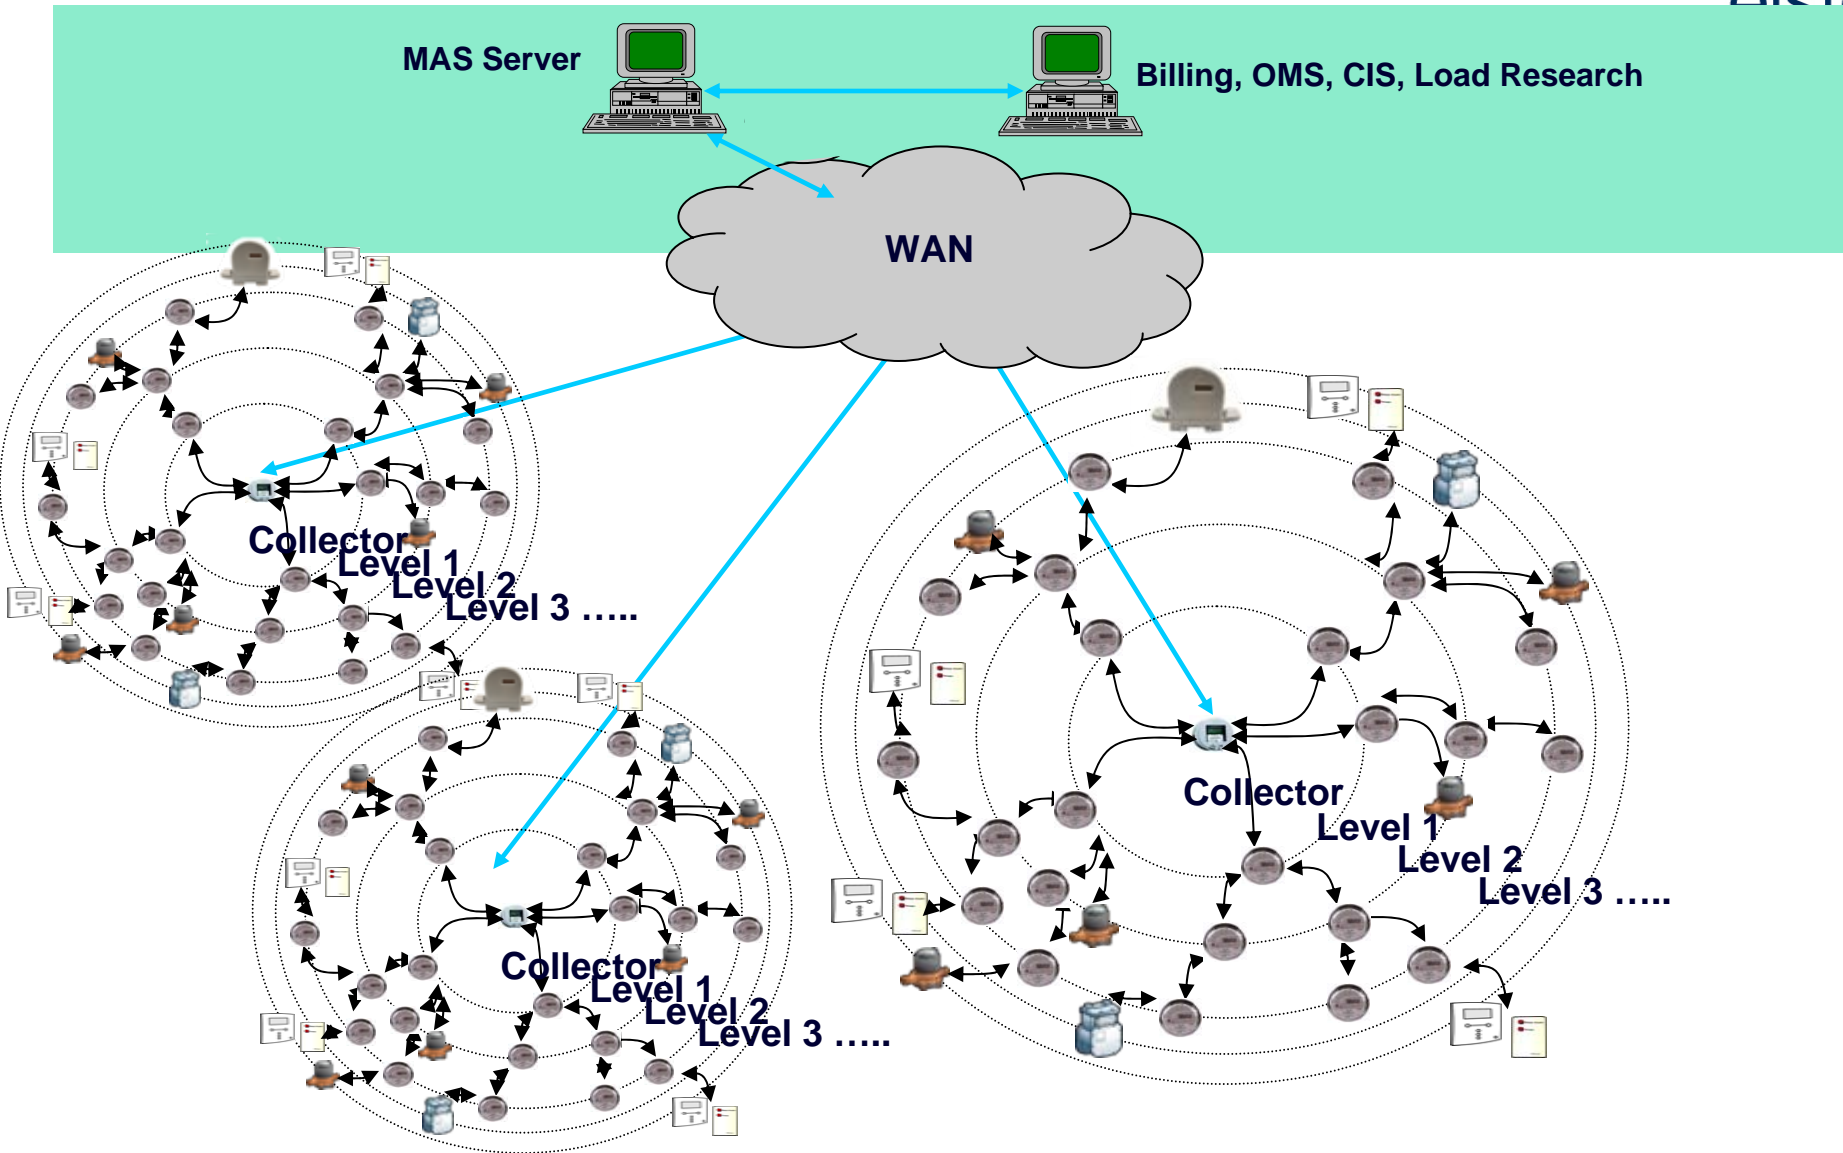 MAS Server
Billing, OMS, CIS, Load Research
WAN
Collector
Level 1
Level 2
Level 3 …..
Collector
Level 1
Level 2
Level 3 …..
Collector
Level 1
Level 2
Level 3 …..